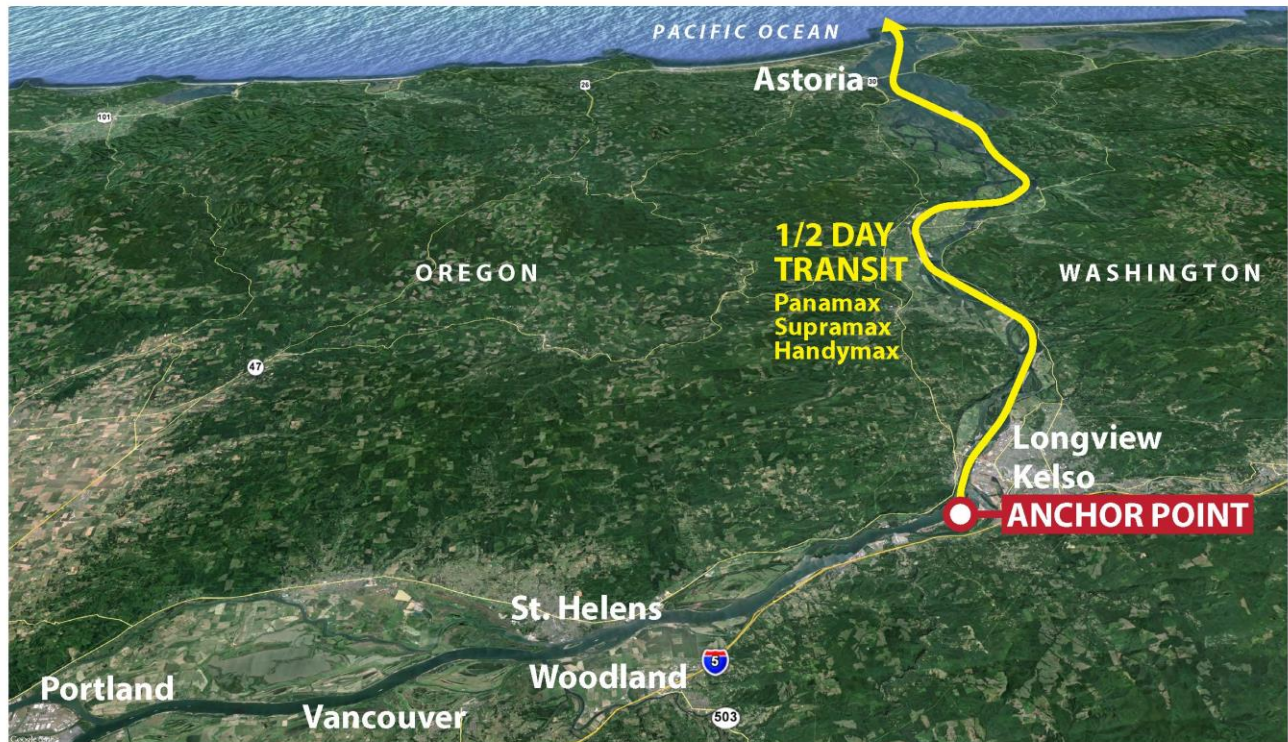 PACIFIC OCEAN
Astoria
30
26
101
1/2 DAY
TRANSIT
Panamax
Supramax
Handymax
OREGON
WASHINGTON
47
Longview
Kelso
ANCHOR POINT
St. Helens
Woodland
5
Portland
Vancouver
503
Google